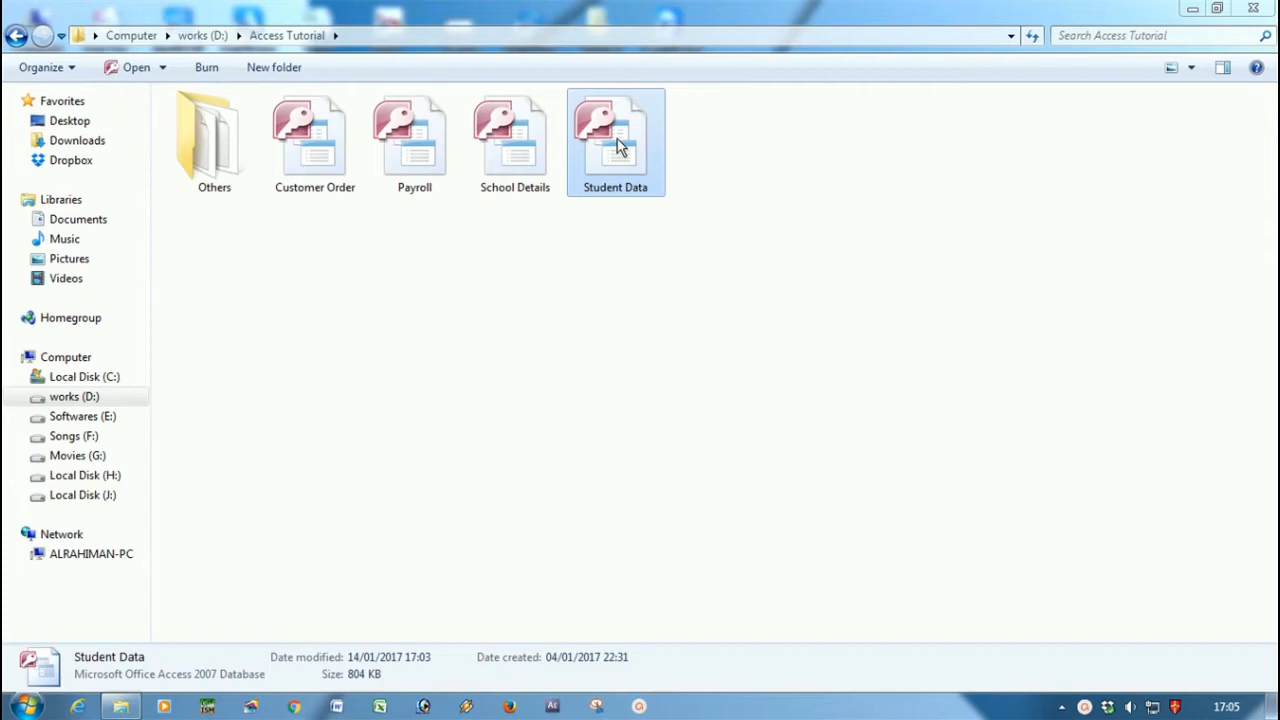 Computer works (D:) Access Tutorial
Search Access Tutorial
Organize Open Burn New folder
Favorites
Desktop
Downloads
Dropbox
Libraries
Documents
Music
Pictures
Videos
Homegroup
Computer
Local Disk (C:)
works (D:)
Softwares (E:)
Songs (F:)
Movies (G:)
Local Disk (H:)
Local Disk (J:)
Network
ALRAHIMAN-PC
Others Customer Order Payroll School Details Student Data
Student Data Date modified: 14/01/2017 17:03 Date created: 04/01/2017 22:31
Microsoft Office Access 2007 Database Size: 804 KB
17:05